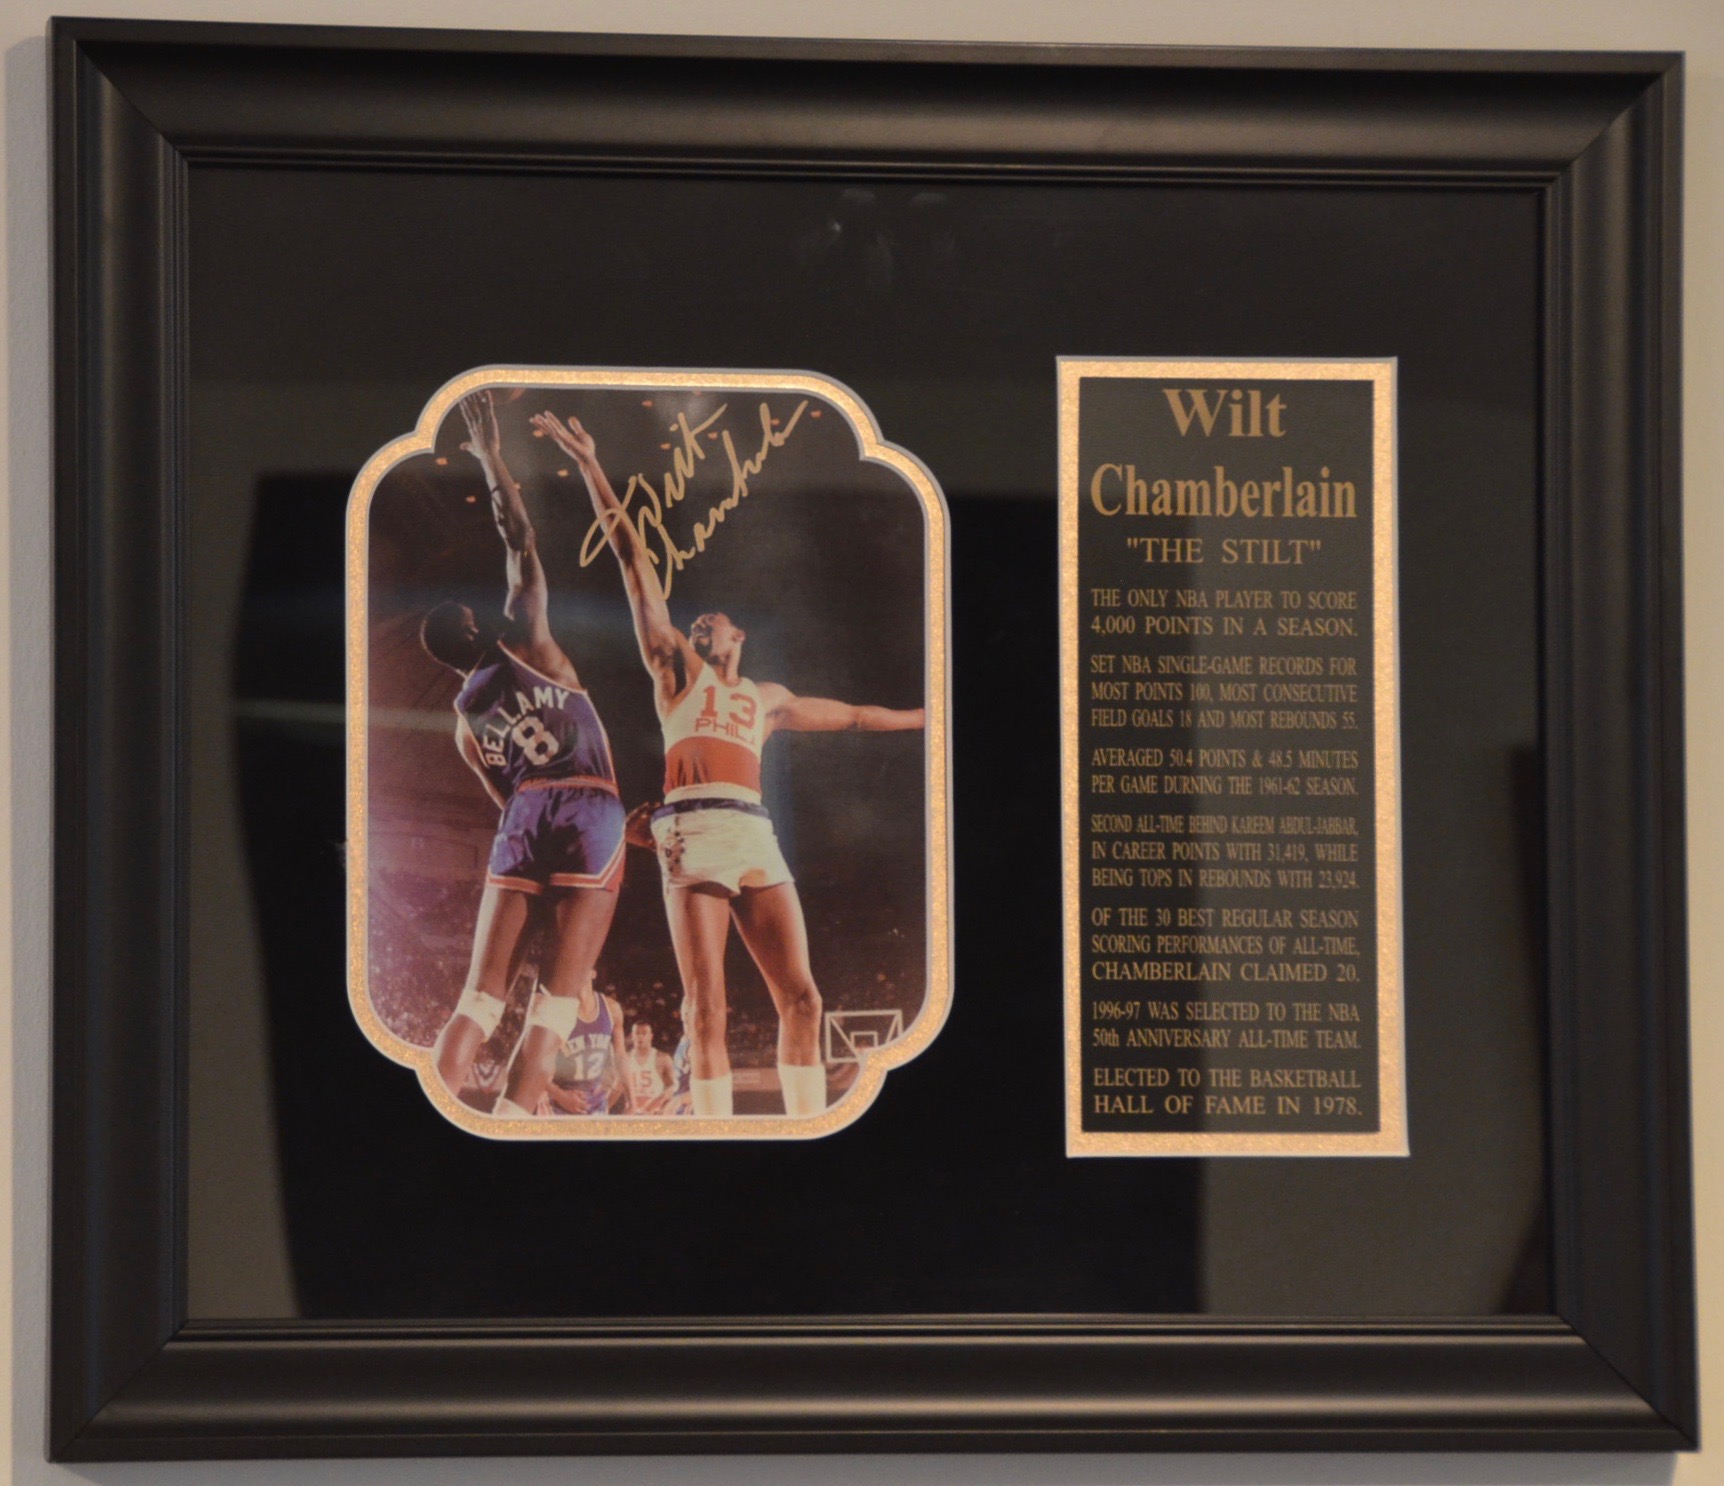 Wilt
Chamberlain
BELLAMY
8
13
PHIL
NEW YORK
12
15
Wilt
Chamberlain
"THE STILT"
THE ONLY NBA PLAYER TO SCORE
4,000 POINTS IN A SEASON.
SET NBA SINGLE-GAME RECORDS FOR
MOST POINTS 100, MOST CONSECUTIVE
FIELD GOALS 18 AND MOST REBOUNDS 55.
AVERAGED 50.4 POINTS & 48.5 MINUTES
PER GAME DURNING THE 1961-62 SEASON.
SECOND ALL-TIME BEHIND KAREEM ABDUL-JABBAR,
IN CAREER POINTS WITH 31,419, WHILE
BEING TOPS IN REBOUNDS WITH 23,924.
OF THE 30 BEST REGULAR SEASON
SCORING PERFORMANCES OF ALL-TIME,
CHAMBERLAIN CLAIMED 20.
1996-97 WAS SELECTED TO THE NBA
50th ANNIVERSARY ALL-TIME TEAM.
ELECTED TO THE BASKETBALL
HALL OF FAME IN 1978.